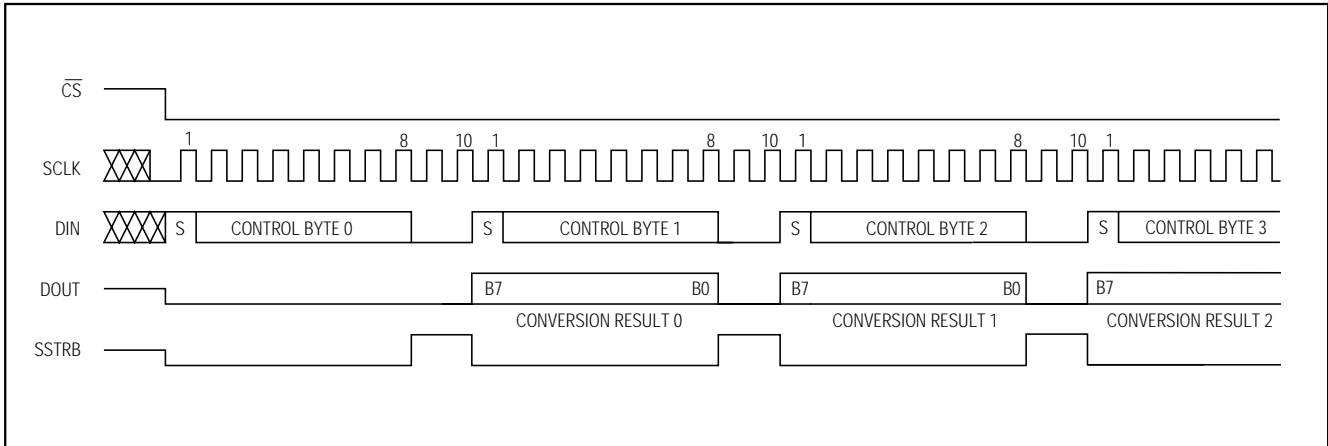 CS
1 8 10 1 8 10 1 8 10 1
SCLK
DIN S CONTROL BYTE 0 S CONTROL BYTE 1 S CONTROL BYTE 2 S CONTROL BYTE 3
DOUT B7 B0 B7 B0 B7
CONVERSION RESULT 0 CONVERSION RESULT 1 CONVERSION RESULT 2
SSTRB